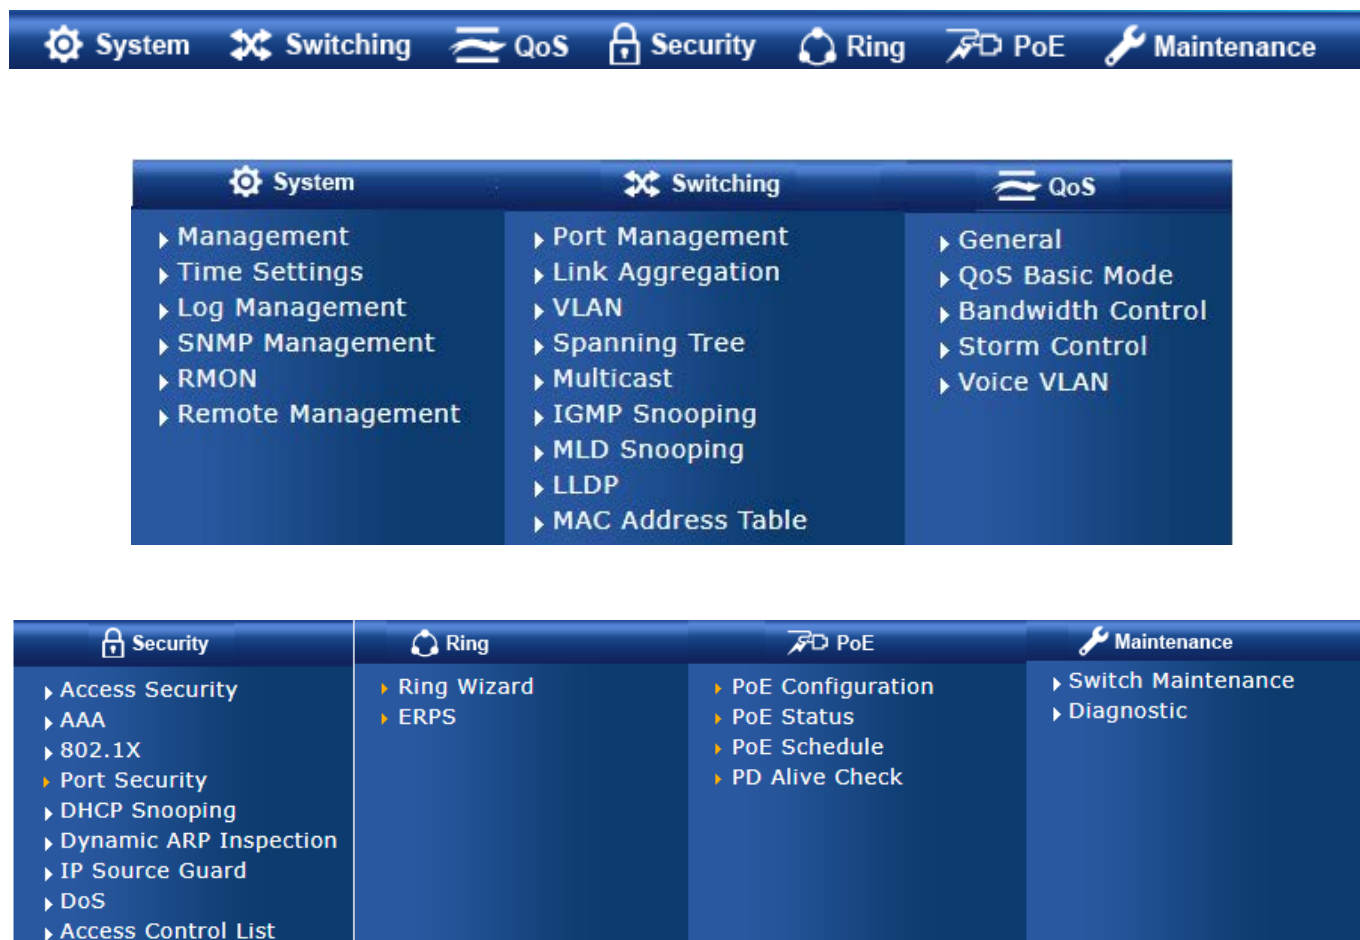 System Switching QoS Security Ring PoE Maintenance
System
Management
Time Settings
Log Management
SNMP Management
RMON
Remote Management
Switching
Port Management
Link Aggregation
VLAN
Spanning Tree
Multicast
IGMP Snooping
MLD Snooping
LLDP
MAC Address Table
QoS
General
QoS Basic Mode
Bandwidth Control
Storm Control
Voice VLAN
Security
Access Security
AAA
802.1X
Port Security
DHCP Snooping
Dynamic ARP Inspection
IP Source Guard
DoS
Access Control List
Ring
Ring Wizard
ERPS
PoE
PoE Configuration
PoE Status
PoE Schedule
PD Alive Check
Maintenance
Switch Maintenance
Diagnostic